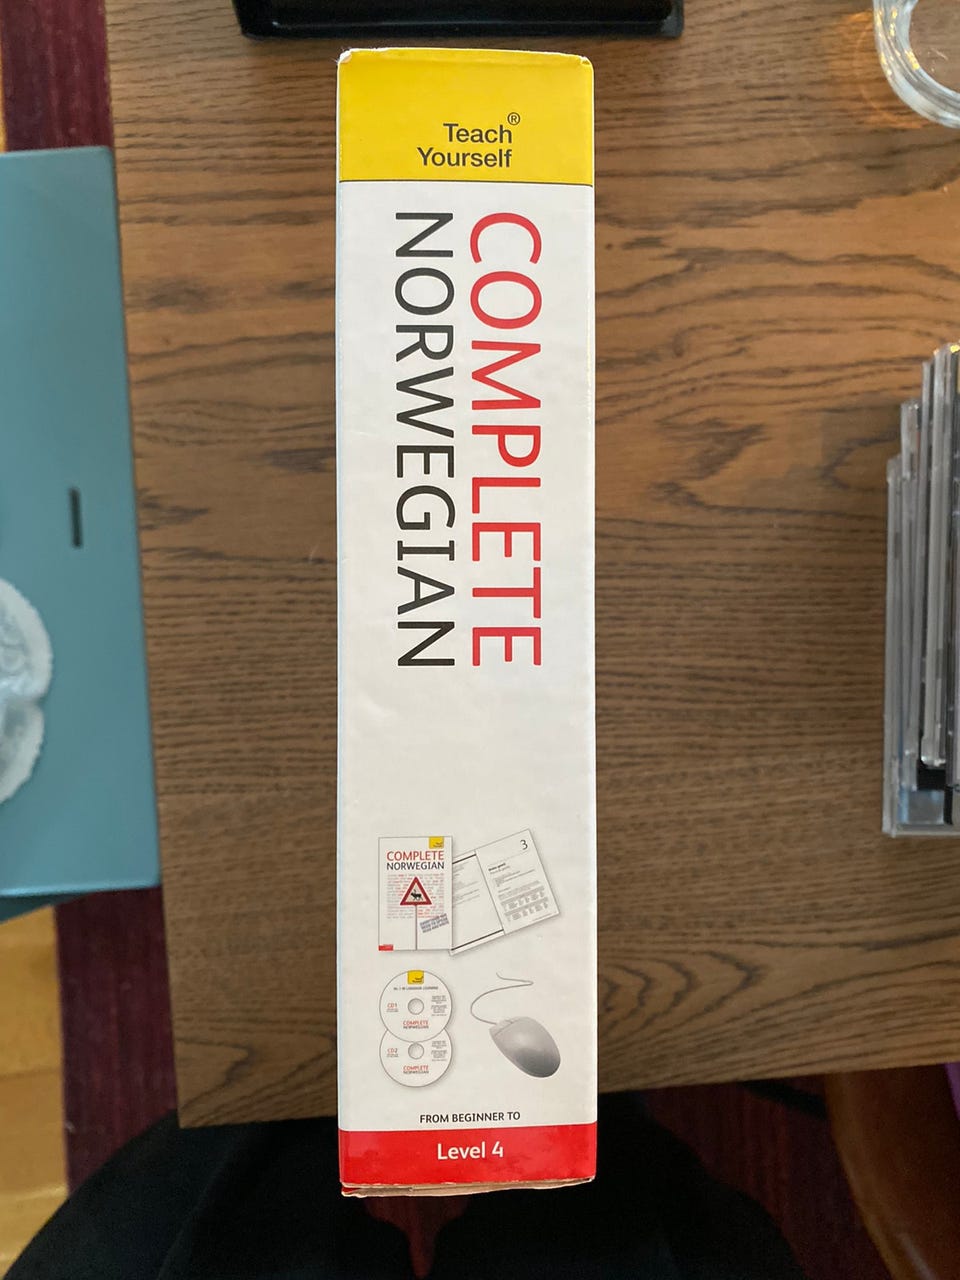 Teach®
Yourself
COMPLETE
NORWEGIAN
COMPLETE
NORWEGIAN
3
CD1
COMPLETE
NORWEGIAN
CD2
COMPLETE
NORWEGIAN
FROM BEGINNER TO
Level 4